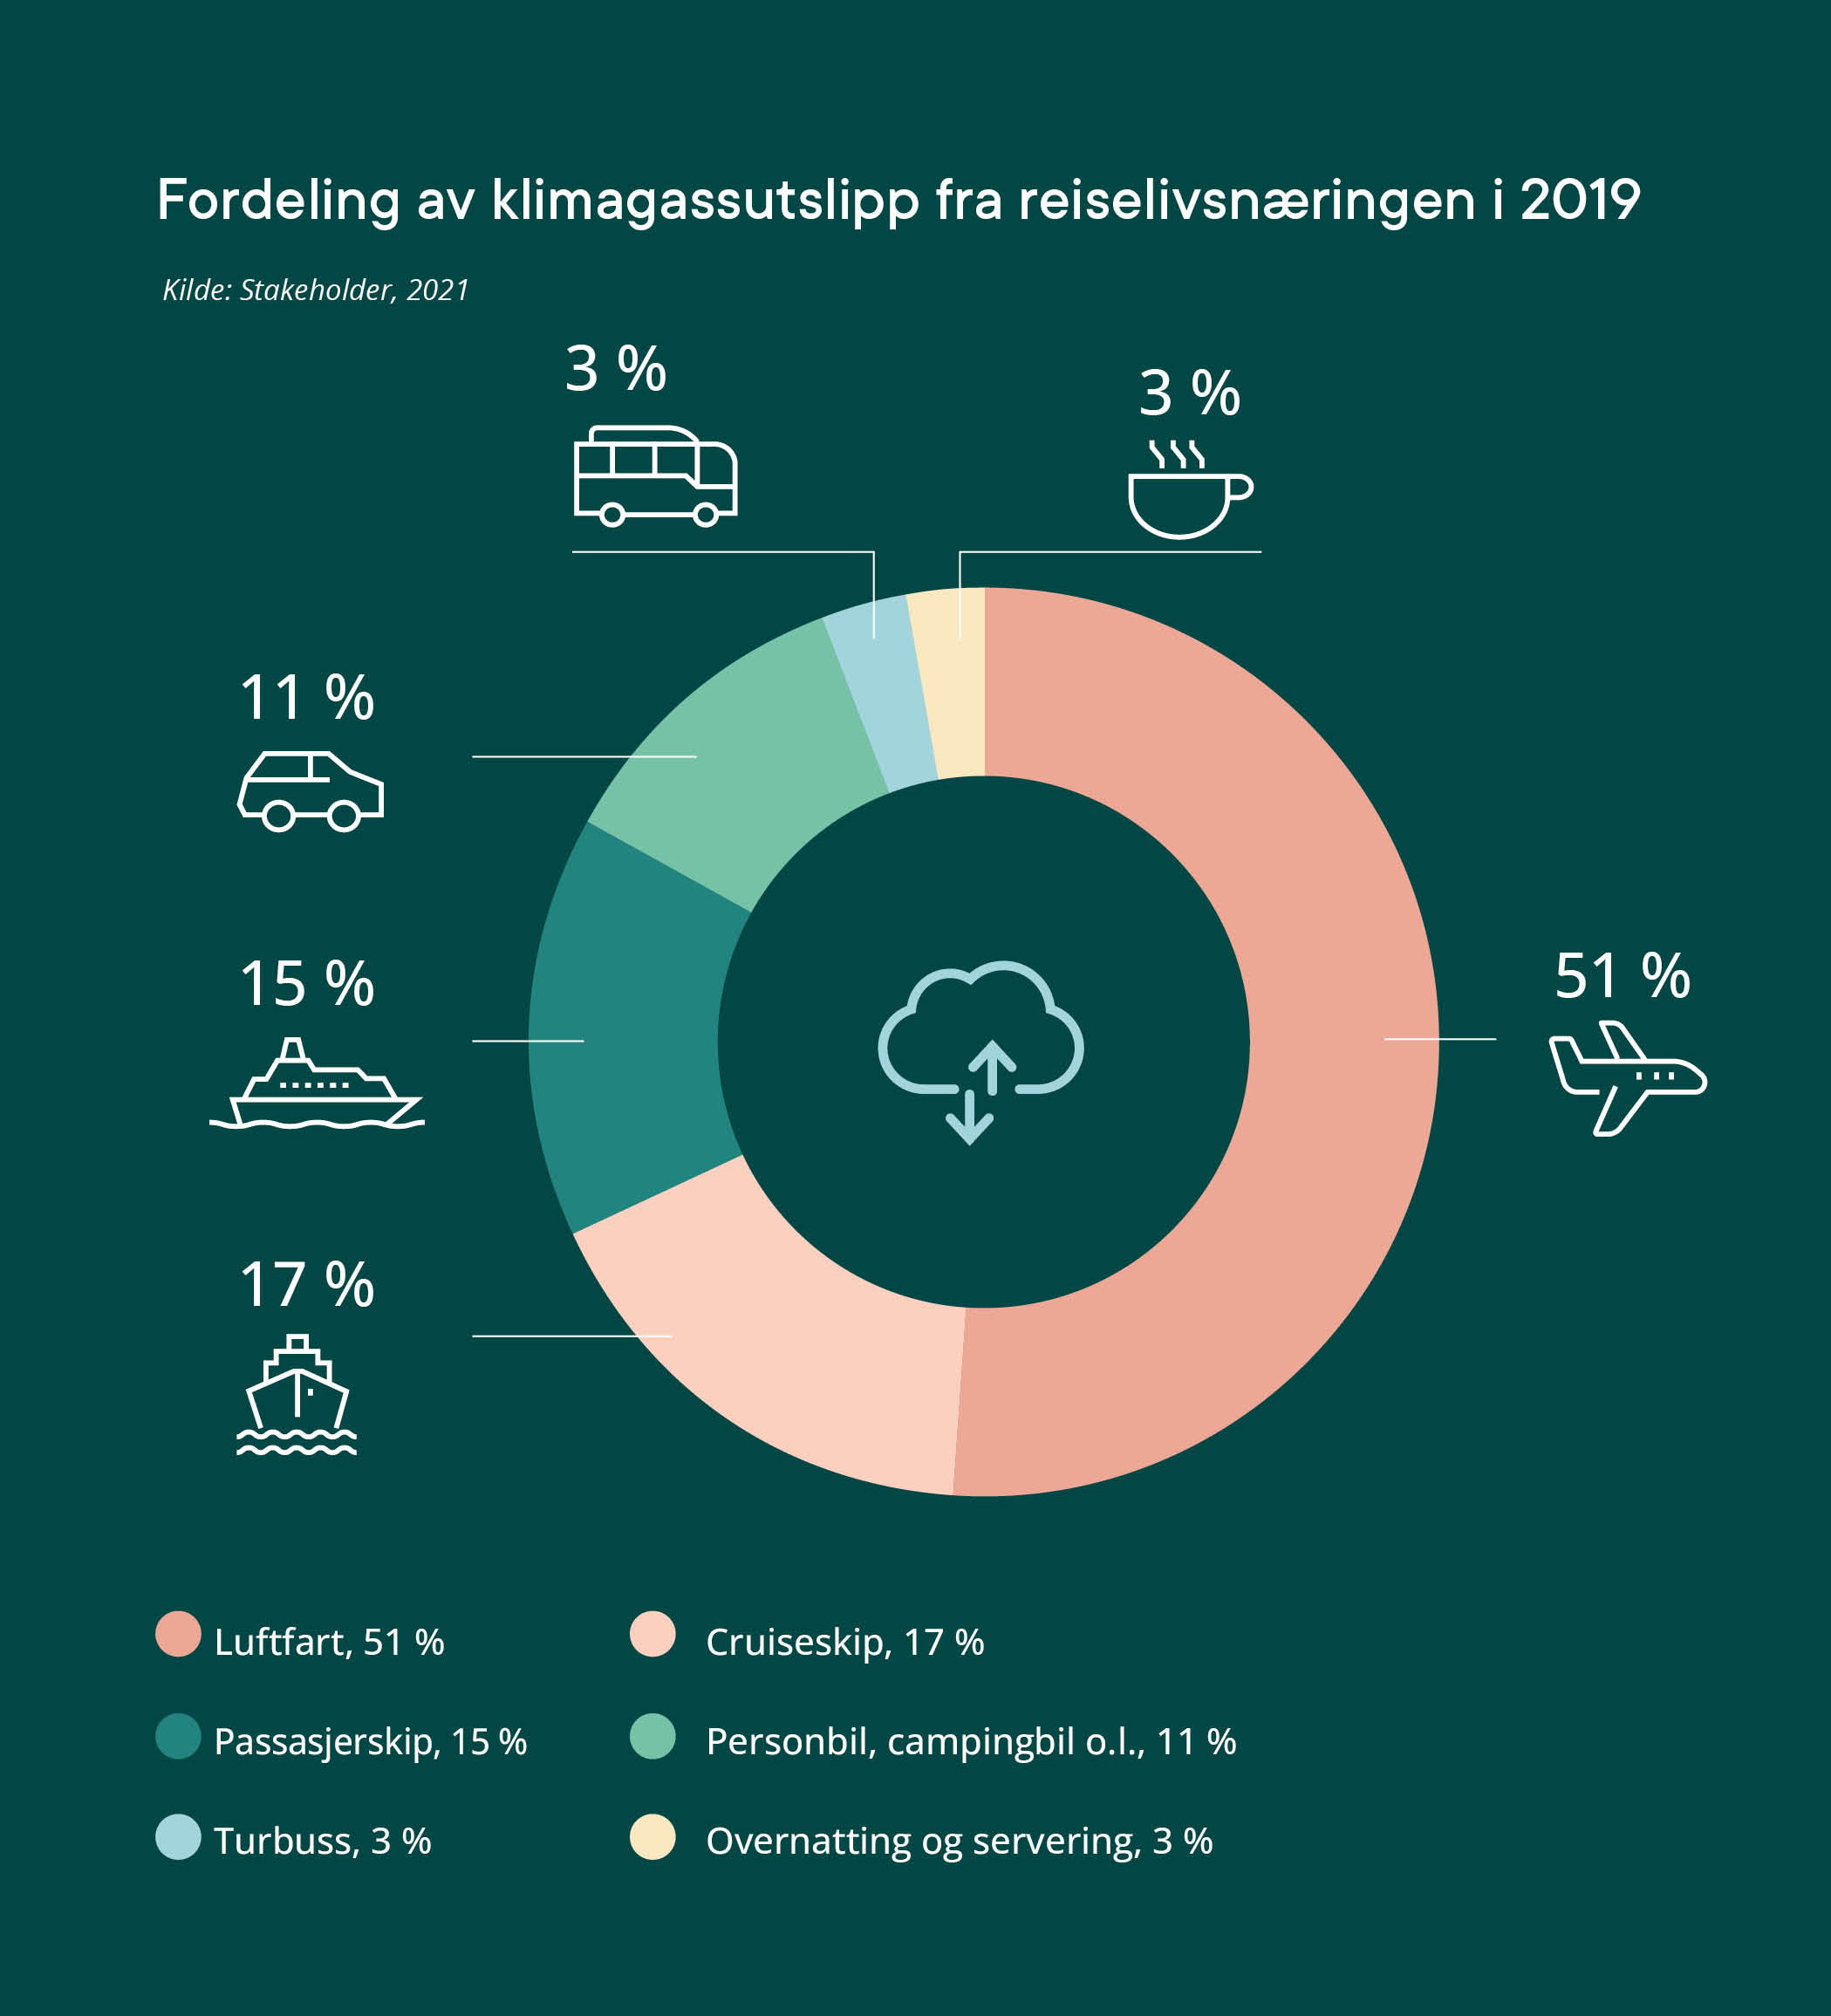 Fordeling av klimagassutslipp fra reiselivsnæringen i 2019
Kilde: Stakeholder, 2021
3 %
3 %
11 %
15 %
51 %
17 %
Luftfart, 51 %
Cruiseskip, 17 %
Passasjerskip, 15 %
Personbil, campingbil o.l., 11 %
Turbuss, 3 %
Overnatting og servering, 3 %